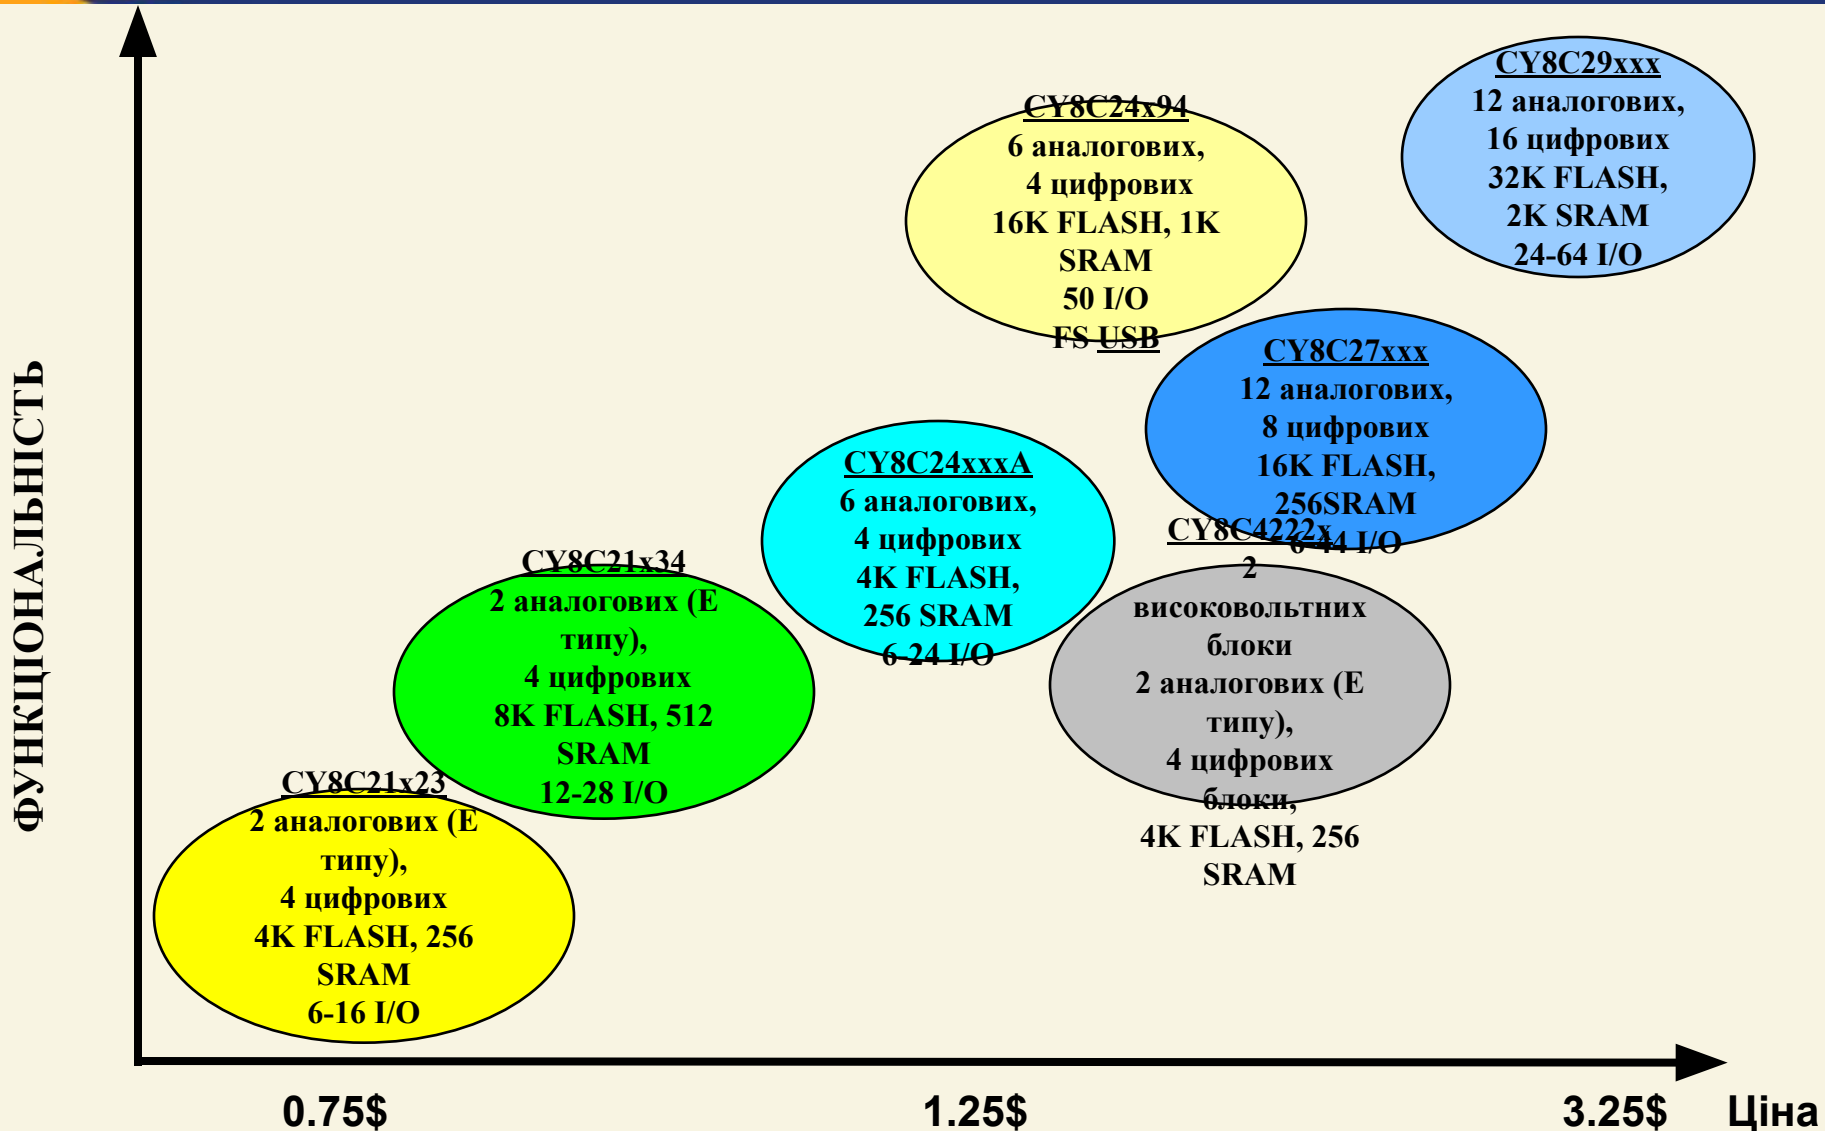 ФУНКЦІОНАЛЬНІСТЬ
CY8C29xxx
12 аналогових,
16 цифрових
32K FLASH,
2K SRAM
24-64 I/O
CY8C24x94
6 аналогових,
4 цифрових
16K FLASH, 1K
SRAM
50 I/O
FS USB
CY8C27xxx
12 аналогових,
8 цифрових
16K FLASH,
256SRAM
6-44 I/O
CY8C24xxxA
6 аналогових,
4 цифрових
4K FLASH,
256 SRAM
6-24 I/O
CY8C4222x
2
високовольтних
блоки
2 аналогових (Е
типу),
4 цифрових
блоки,
4K FLASH, 256
SRAM
CY8C21x34
2 аналогових (Е
типу),
4 цифрових
8K FLASH, 512
SRAM
12-28 I/O
CY8C21x23
2 аналогових (Е
типу),
4 цифрових
4K FLASH, 256
SRAM
6-16 I/O
0.75$ 1.25$ 3.25$ Ціна